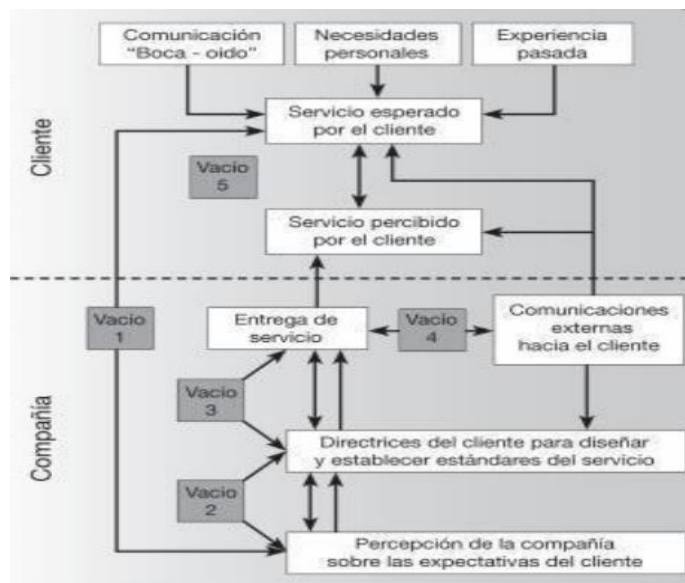 Comunicación
"Boca - oido"
Necesidades
personales
Experiencia
pasada
Servicio esperado
por el cliente
Cliente
Vacio
5
Servicio percibido
por el cliente
Vacio
1
Entrega de
servicio
Vacio
4
Comunicaciones
externas
hacia el cliente
Compañía
Vacio
3
Directrices del cliente para diseñar
y establecer estándares del servicio
Vacio
2
Percepción de la compañía
sobre las expectativas del cliente